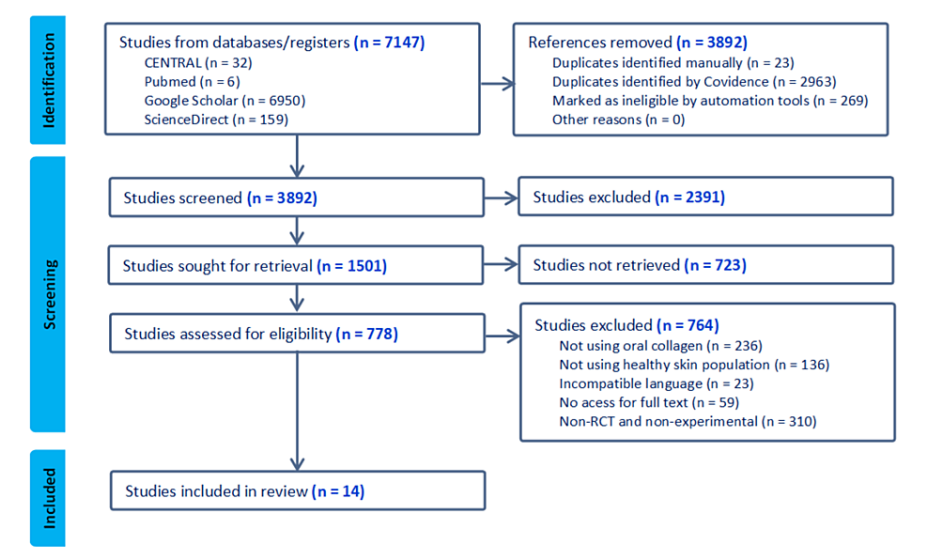 Identification
Studies from databases/registers (n = 7147)
CENTRAL (n = 32)
Pubmed (n = 6)
Google Scholar (n = 6950)
ScienceDirect (n = 159)
References removed (n = 3892)
Duplicates identified manually (n = 23)
Duplicates identified by Covidence (n = 2963)
Marked as ineligible by automation tools (n = 269)
Other reasons (n = 0)
Screening
Studies screened (n = 3892)
Studies excluded (n = 2391)
Studies sought for retrieval (n = 1501)
Studies not retrieved (n = 723)
Studies assessed for eligibility (n = 778)
Studies excluded (n = 764)
Not using oral collagen (n = 236)
Not using healthy skin population (n = 136)
Incompatible language (n = 23)
No acess for full text (n = 59)
Non-RCT and non-experimental (n = 310)
Included
Studies included in review (n = 14)